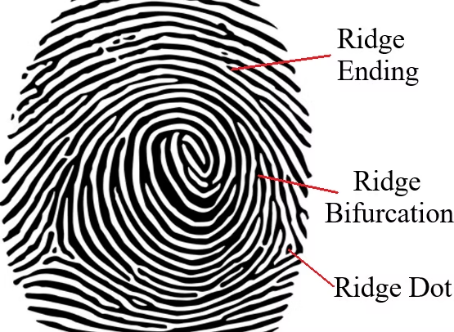 Ridge
Ending
Ridge
Bifurcation
Ridge Dot